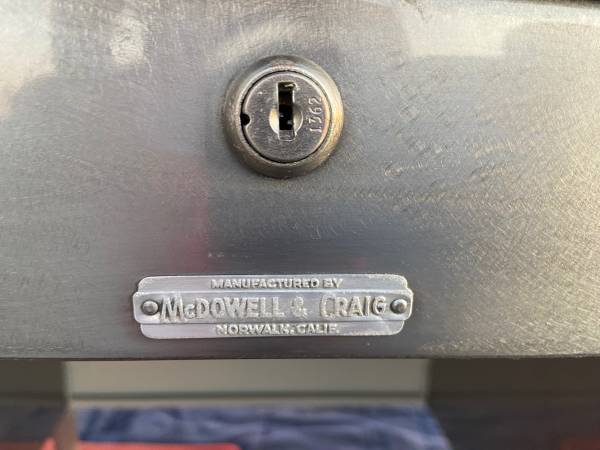 1362
MANUFACTURED BY
McDOWELL & CRAIG
NORWALK, CALIF.